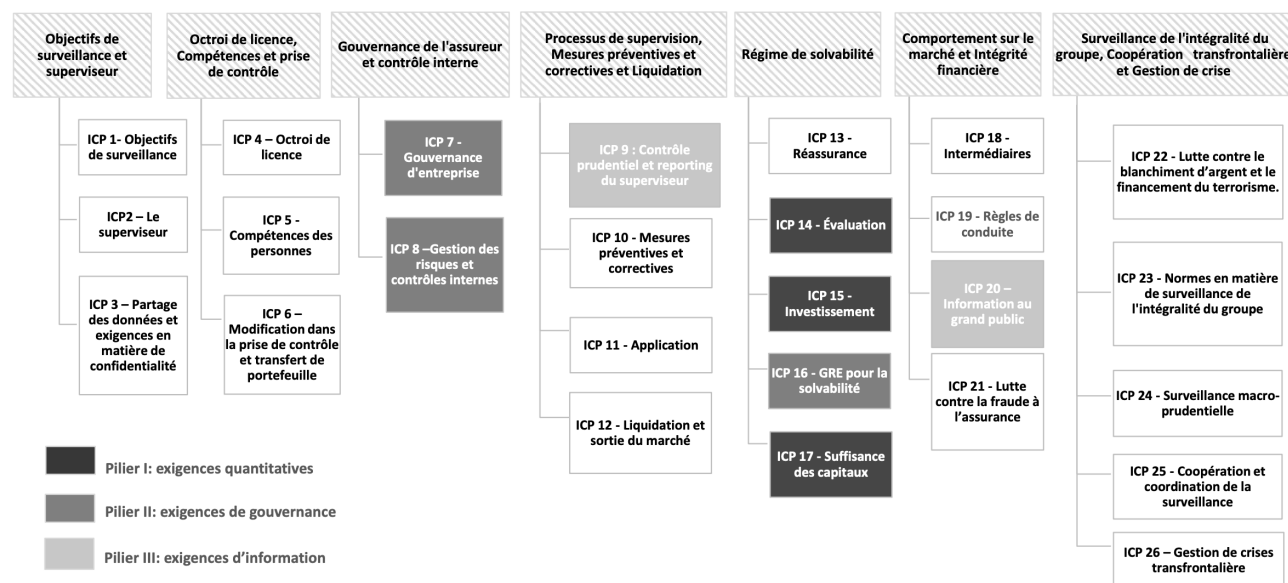 Objectifs de
surveillance et
superviseur
ICP 1- Objectifs
de surveillance
ICP2 – Le
superviseur
ICP 3 – Partage
des données et
exigences en
matière de
confidentialité
Octroi de licence,
Compétences et prise
de contrôle
ICP 4 – Octroi de
licence
ICP 5 -
Compétences des
personnes
ICP 6 –
Modification dans
la prise de contrôle
et transfert de
portefeuille
Gouvernance de l'assureur
et contrôle interne
ICP 7 -
Gouvernance
d'entreprise
ICP 8 –Gestion des
risques et
contrôles internes
Processus de supervision,
Mesures préventives et
correctives et Liquidation
ICP 9 : Contrôle
prudentiel et reporting
du superviseur
ICP 10 - Mesures
préventives et
correctives
ICP 11 - Application
ICP 12 - Liquidation et
sortie du marché
Régime de solvabilité
ICP 13 -
Réassurance
ICP 14 - Évaluation
ICP 15 -
Investissement
ICP 16 - GRE pour la
solvabilité
ICP 17 - Suffisance
des capitaux
Comportement sur le
marché et Intégrité
financière
ICP 18 -
Intermédiaires
ICP 19 - Règles de
conduite
ICP 20 –
Information au
grand public
ICP 21 - Lutte
contre la fraude à
l’assurance
Surveillance de l'intégralité du
groupe, Coopération transfrontalière
et Gestion de crise
ICP 22 - Lutte contre le
blanchiment d’argent et le
financement du terrorisme.
ICP 23 - Normes en matière
de surveillance de
l'intégralité du groupe
ICP 24 - Surveillance macro-
prudentielle
ICP 25 - Coopération et
coordination de la
surveillance
ICP 26 – Gestion de crises
transfrontalière
Pilier I: exigences quantitatives
Pilier II: exigences de gouvernance
Pilier III: exigences d’information